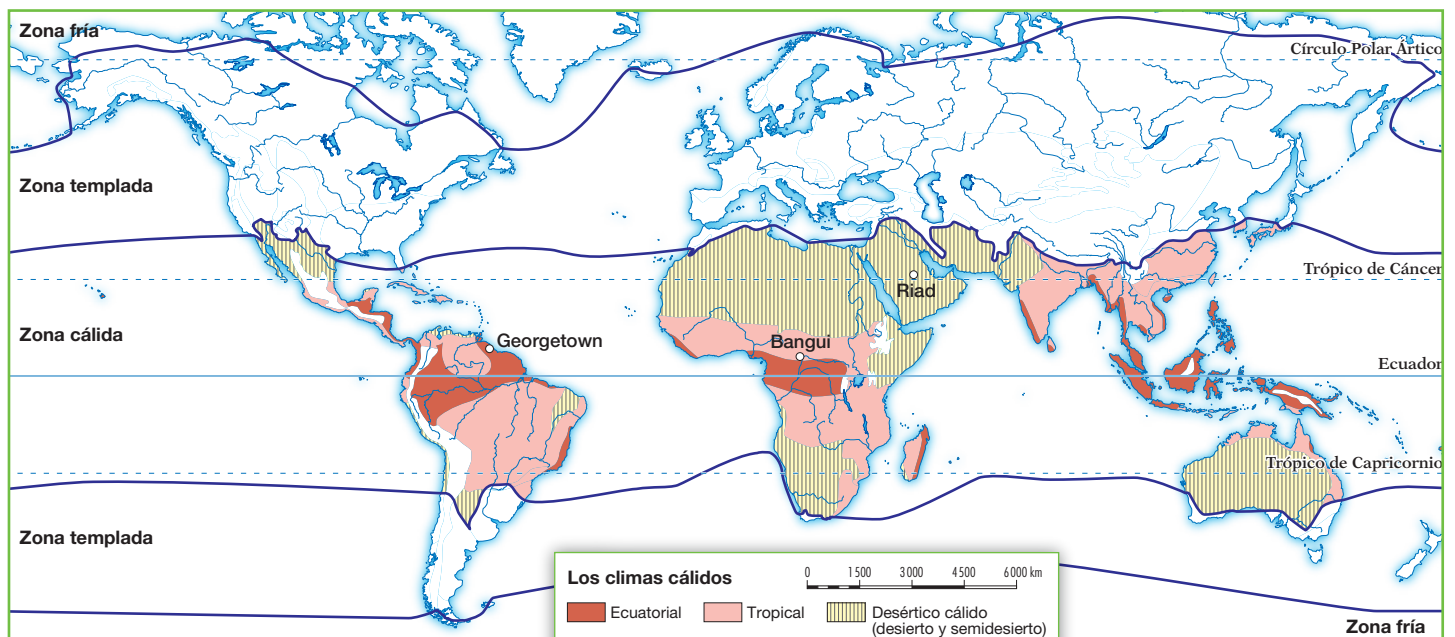 Zona fría
Círculo Polar Ártico
Zona templada
Trópico de Cáncer
Riad
Zona cálida
Georgetown
Bangui
Ecuador
Trópico de Capricornio
Zona templada
Los climas cálidos
0 1 500 3 000 4 500 6 000 km
Ecuatorial
Tropical
Desértico cálido
(desierto y semidesierto)
Zona fría